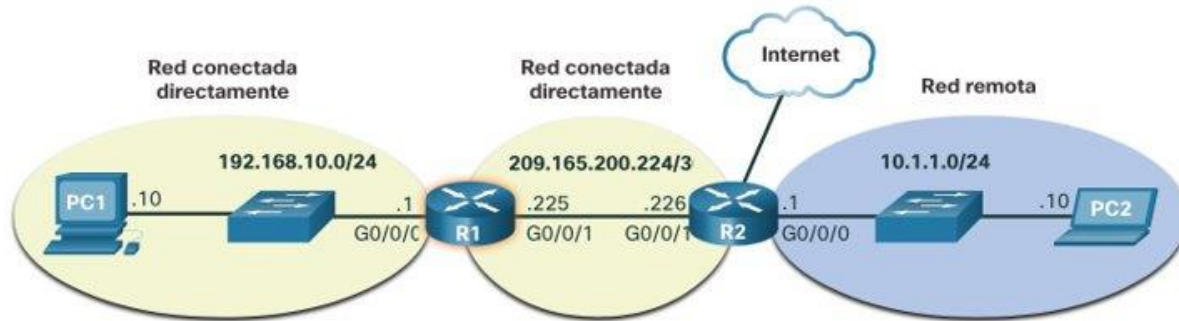 Internet
Red conectada
directamente
Red conectada
directamente
Red remota
192.168.10.0/24
209.165.200.224/3
10.1.1.0/24
PC1
.10
.1
G0/0/0
R1
.225
G0/0/1
.226
G0/0/1
R2
.1
G0/0/0
.10
PC2